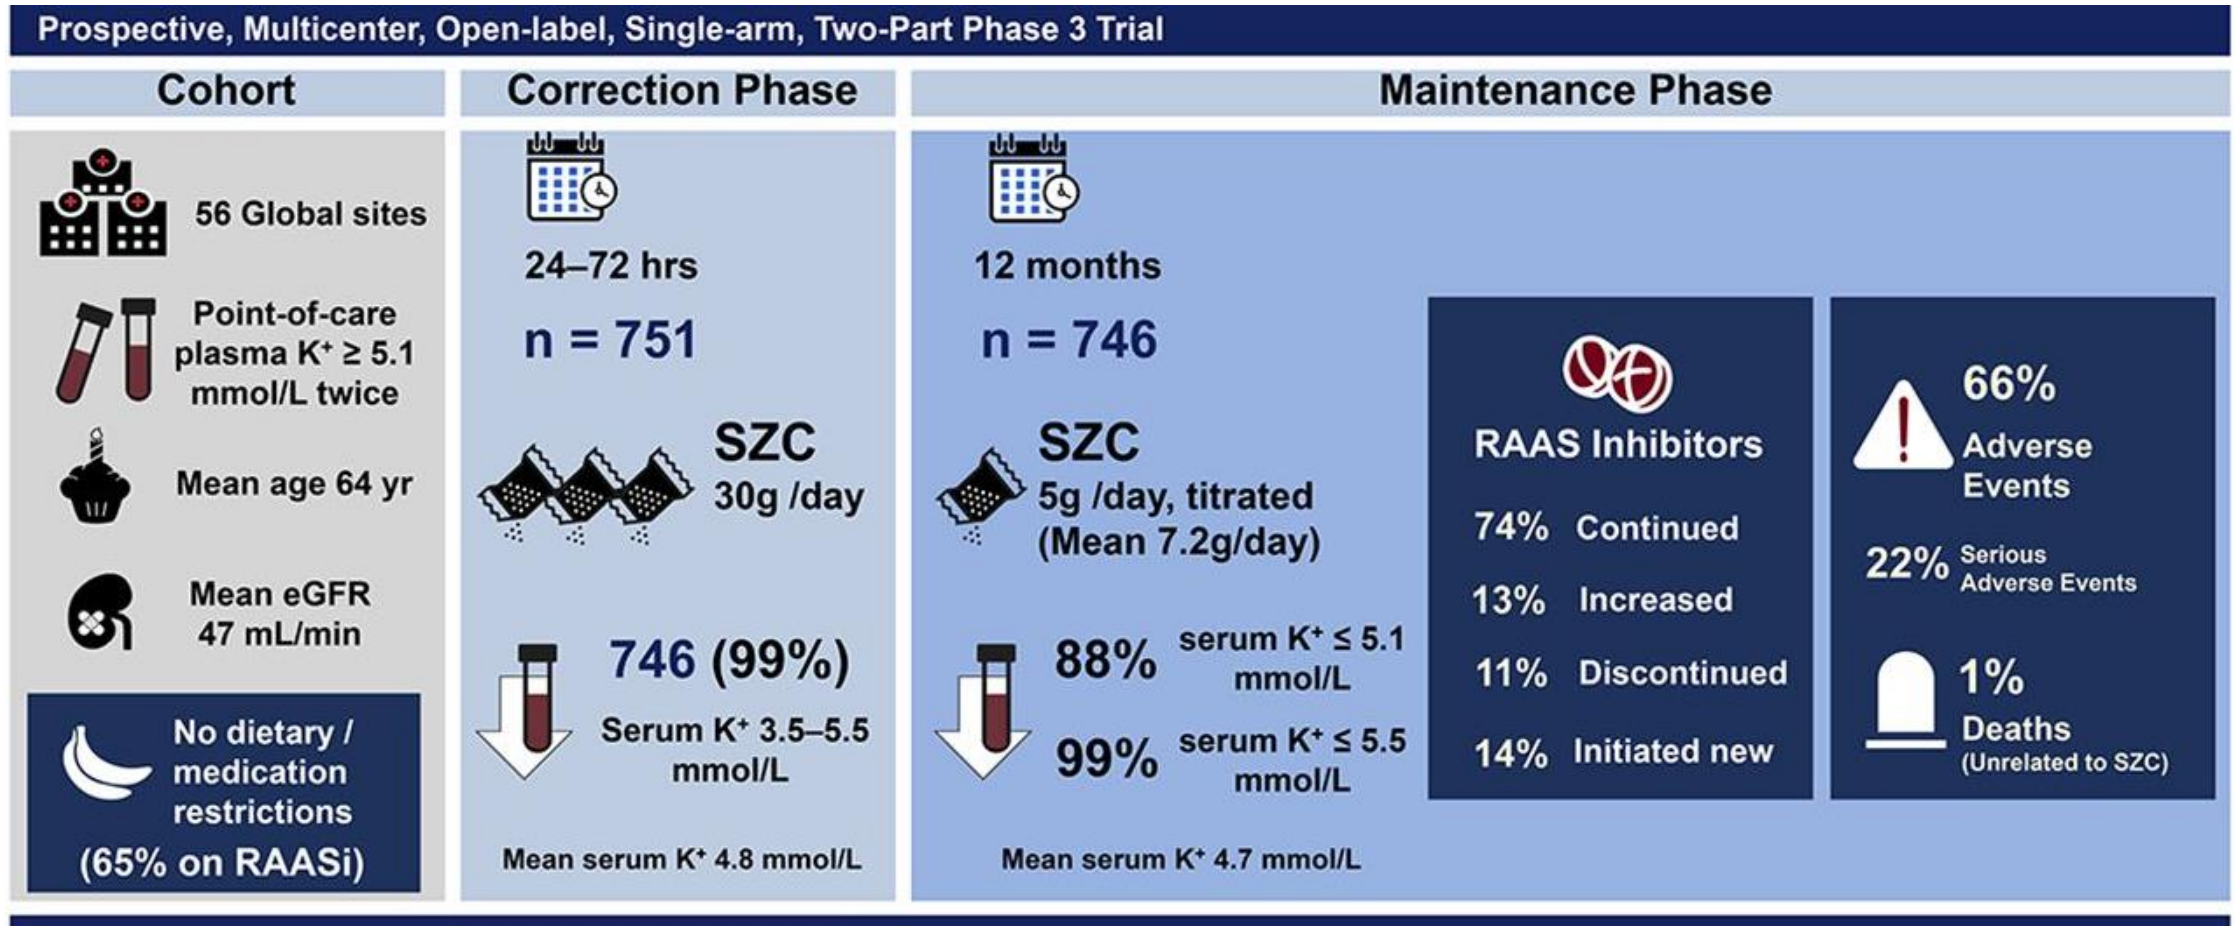 Prospective, Multicenter, Open-label, Single-arm, Two-Part Phase 3 Trial
Cohort
56 Global sites
Point-of-care
plasma K⁺ ≥ 5.1
mmol/L twice
Mean age 64 yr
Mean eGFR
47 mL/min
No dietary /
medication
restrictions
(65% on RAASi)
Correction Phase
24–72 hrs
n = 751
SZC
30g /day
746 (99%)
Serum K⁺ 3.5–5.5
mmol/L
Mean serum K⁺ 4.8 mmol/L
Maintenance Phase
12 months
n = 746
SZC
5g /day, titrated
(Mean 7.2g/day)
88% serum K⁺ ≤ 5.1
mmol/L
99% serum K⁺ ≤ 5.5
mmol/L
Mean serum K⁺ 4.7 mmol/L
RAAS Inhibitors
74% Continued
13% Increased
11% Discontinued
14% Initiated new
66%
Adverse
Events
22% Serious
Adverse Events
1%
Deaths
(Unrelated to SZC)